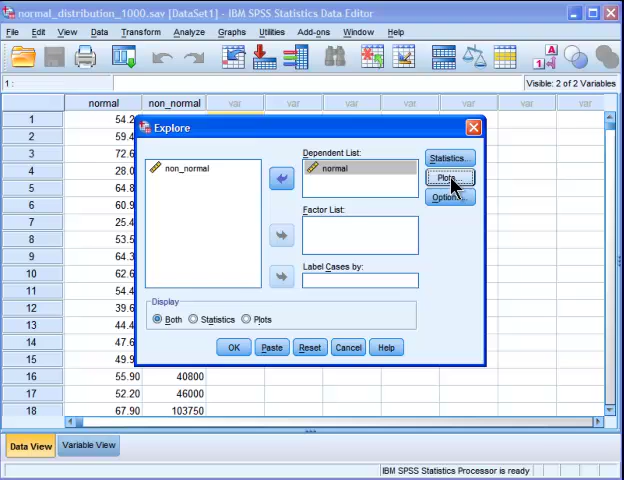 normal_distribution_1000.sav [DataSet1] - IBM SPSS Statistics Data Editor
File Edit View Data Transform Analyze Graphs Utilities Add-ons Window Help
1 :
Visible: 2 of 2 Variables
normal non_normal var var var var var var
1 54.2
2 59.4
3 72.6
4 28.0
5 64.8
6 60.9
7 25.4
8 53.5
9 64.3
10 62.6
11 54.4
12 39.6
13 44.4
14 47.6
15 49.9
16 55.90 40800
17 52.20 46000
18 67.90 103750
Explore
non_normal
Dependent List:
normal
Factor List:
Label Cases by:
Statistics...
Plots...
Option
Display
Both Statistics Plots
OK Paste Reset Cancel Help
Data View Variable View
IBM SPSS Statistics Processor is ready